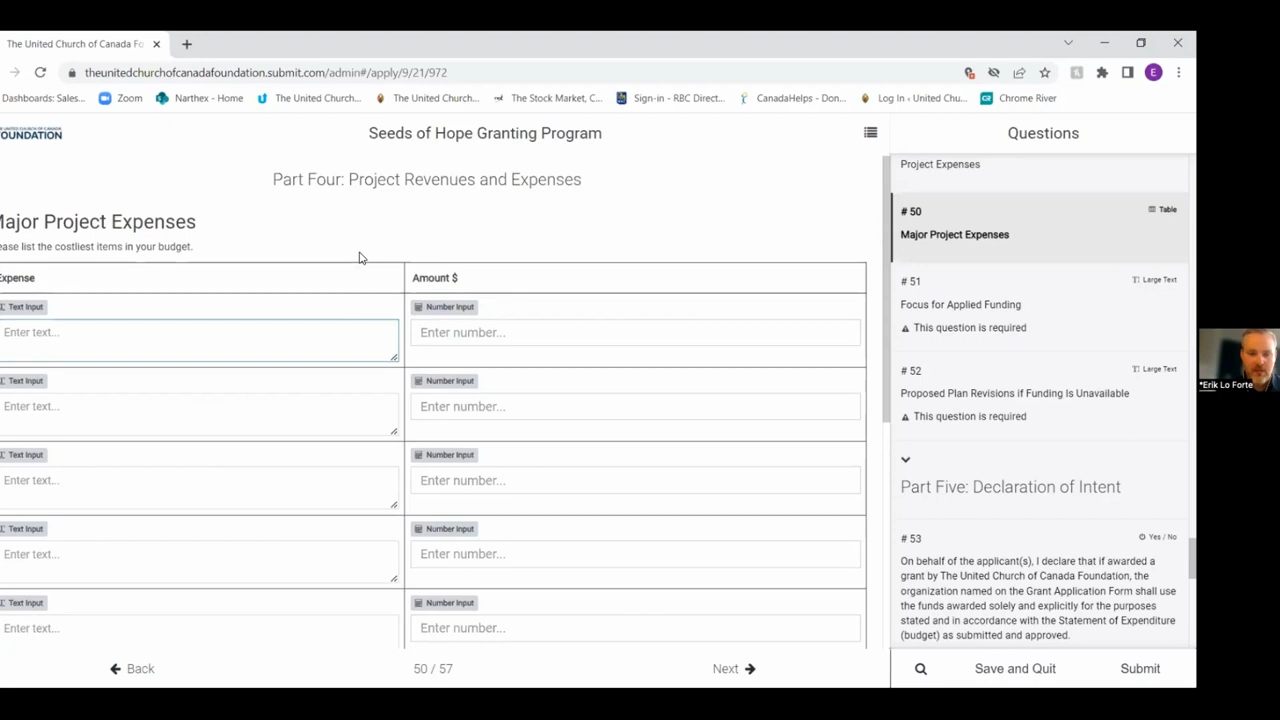 The United Church of Canada Fo
theunitedchurchofcanadafoundation.submit.com/admin#/apply/9/21/972
Dashboards: Sales...
Zoom
Narthex - Home
The United Church...
The United Church...
The Stock Market, C...
Sign-in - RBC Direct...
CanadaHelps - Don...
Log In ‹ United Chu...
Chrome River
THE UNITED CHURCH OF CANADA
FOUNDATION
Seeds of Hope Granting Program
Part Four: Project Revenues and Expenses
Major Project Expenses
ease list the costliest items in your budget.
Expense
Amount $
Text Input
Number Input
Enter text...
Enter number...
Text Input
Number Input
Enter text...
Enter number...
Text Input
Number Input
Enter text...
Enter number...
Text Input
Number Input
Enter text...
Enter number...
Text Input
Number Input
Enter text...
Enter number...
Back
50 / 57
Next
Questions
Project Expenses
# 50
Table
Major Project Expenses
# 51
Large Text
Focus for Applied Funding
This question is required
# 52
Large Text
Proposed Plan Revisions if Funding Is Unavailable
This question is required
Part Five: Declaration of Intent
# 53
Yes / No
On behalf of the applicant(s), I declare that if awarded a
grant by The United Church of Canada Foundation, the
organization named on the Grant Application Form shall use
the funds awarded solely and explicitly for the purposes
stated and in accordance with the Statement of Expenditure
(budget) as submitted and approved.
Save and Quit
Submit
*Erik Lo Forte